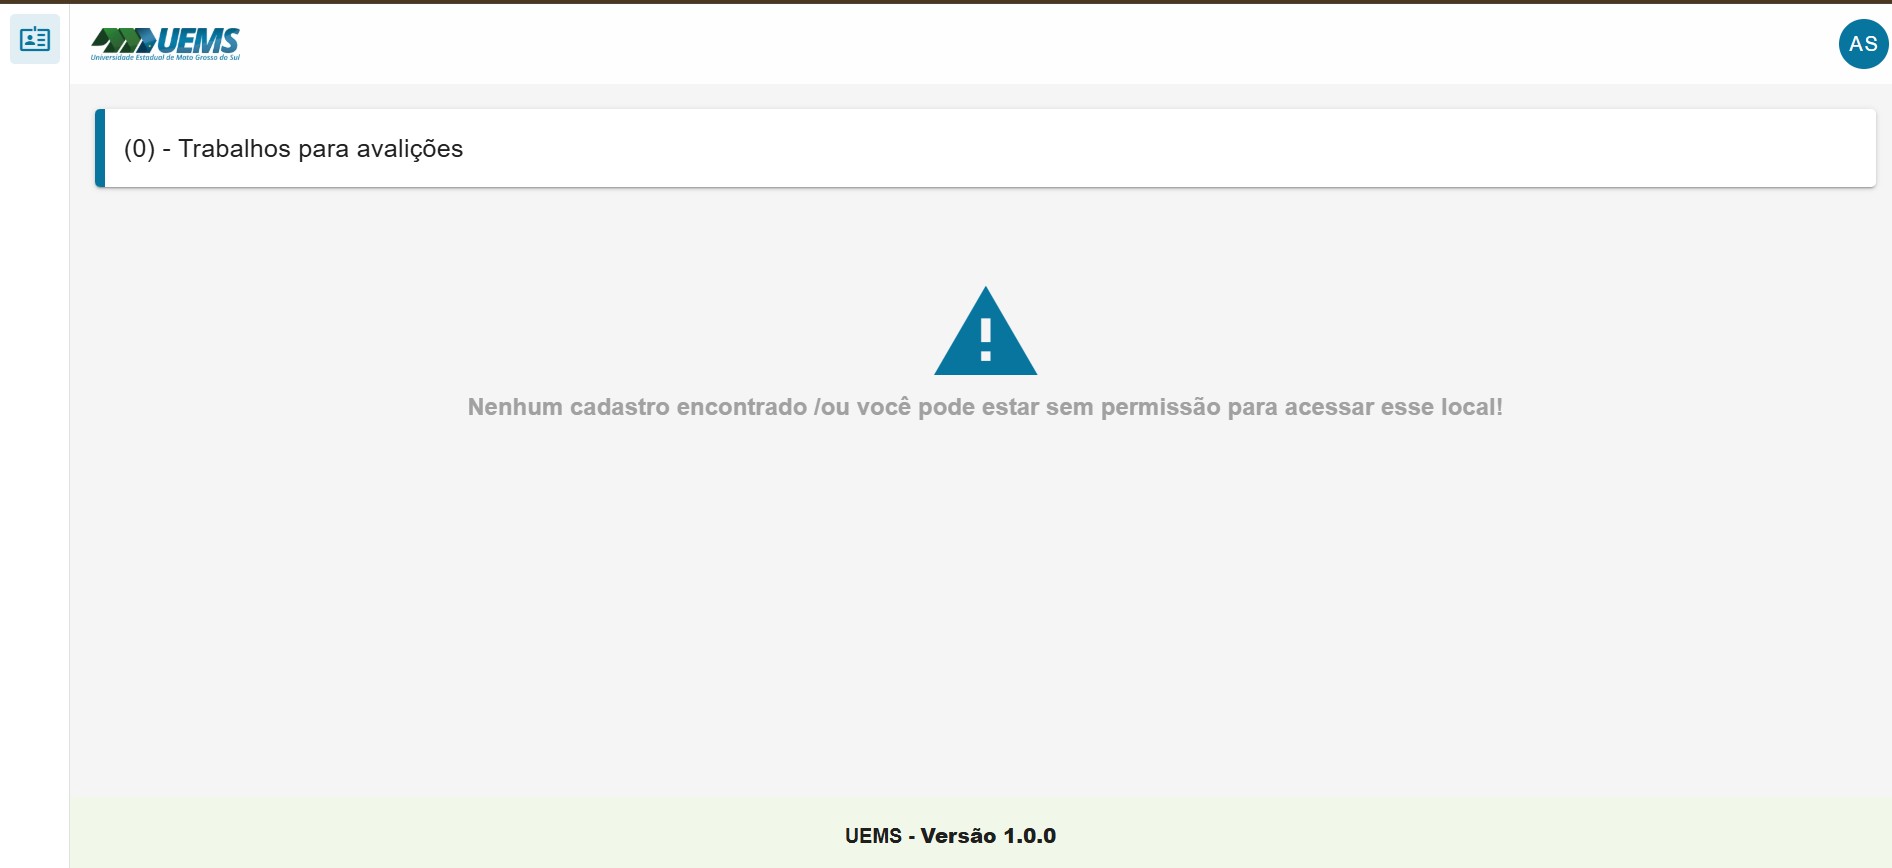 UEMS
Universidade Estadual de Mato Grosso do Sul
AS
(0) - Trabalhos para avalições
Nenhum cadastro encontrado /ou você pode estar sem permissão para acessar esse local!
UEMS - Versão 1.0.0